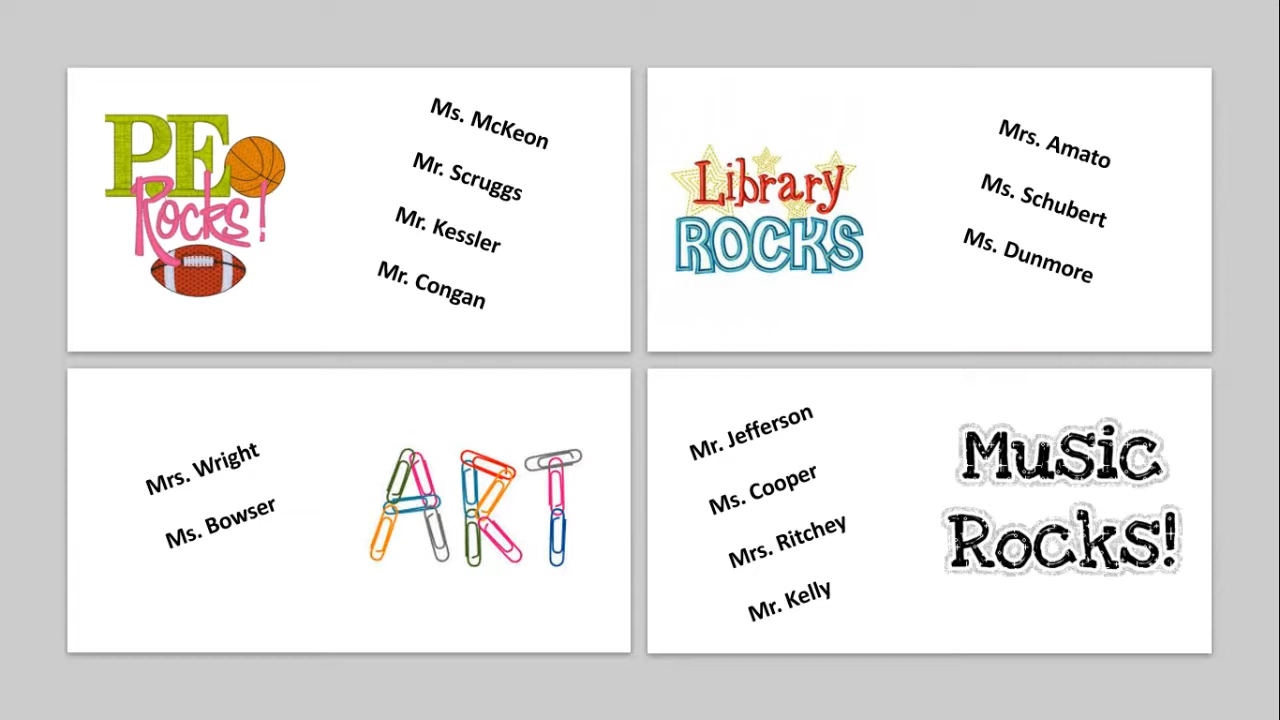 PE
Rocks!
Ms. McKeon
Mr. Scruggs
Mr. Kessler
Mr. Congan
Library
ROCKS
Mrs. Amato
Ms. Schubert
Ms. Dunmore
Mrs. Wright
Ms. Bowser
ART
Mr. Jefferson
Ms. Cooper
Mrs. Ritchey
Mr. Kelly
Music
Rocks!